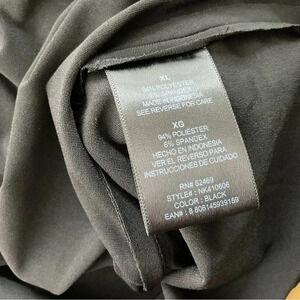 XL
94% POLYESTER
6% SPANDEX
MADE IN INDONESIA
SEE REVERSE FOR CARE
XG
94% POLIESTER
6% SPANDEX
HECHO EN INDONESIA
VER EL REVERSO PARA
INSTRUCCIONES DE CUIDADO
RN# 52469
STYLE# : NK410606
COLOR : BLACK
EAN# : 8 806145939159